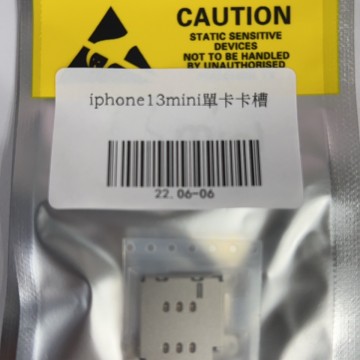 CAUTION
STATIC SENSITIVE
DEVICES
NOT TO BE HANDLED
BY UNAUTHORISED
iphone13mini單卡卡槽
22. 06-06